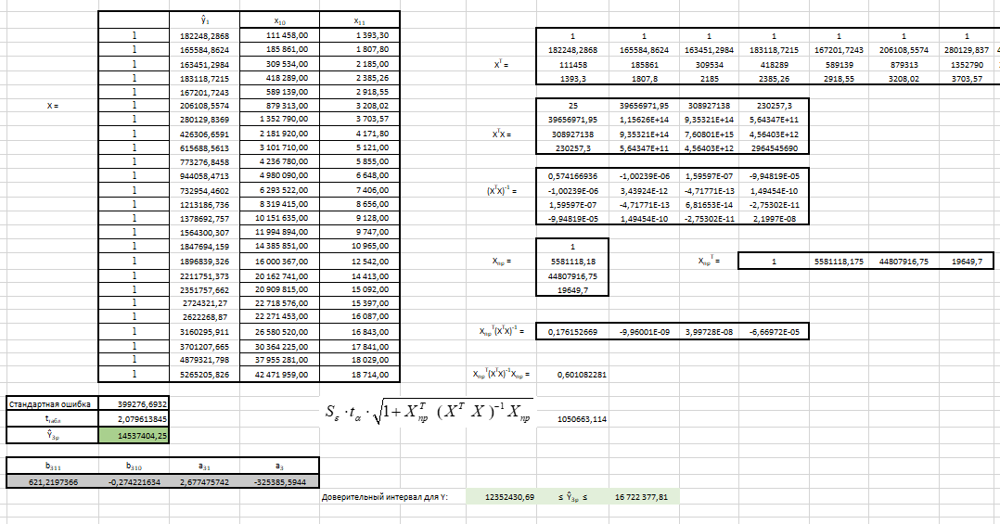 ŷ₁ x₁₀ x₁₁
1 182248,2868 111 458,00 1 393,30
1 165584,8624 185 861,00 1 807,80
1 163451,2984 309 534,00 2 185,00
1 183118,7215 418 289,00 2 385,26
1 167201,7243 589 139,00 2 918,55
X = 1 206108,5574 879 313,00 3 208,02
1 280129,8369 1 352 790,00 3 703,57
1 426306,6591 2 181 920,00 4 171,80
1 615688,5613 3 101 710,00 5 121,00
1 773276,8458 4 236 780,00 5 855,00
1 944058,4713 4 980 090,00 6 648,00
1 732954,4602 6 293 522,00 7 406,00
1 1213186,736 8 319 415,00 8 656,00
1 1378692,757 10 151 635,00 9 128,00
1 1564300,307 11 994 894,00 9 747,00
1 1847694,159 14 385 851,00 10 965,00
1 1896839,326 16 000 367,00 12 542,00
1 2211751,373 20 162 741,00 14 413,00
1 2351757,662 20 909 815,00 15 092,00
1 2724321,27 22 718 576,00 15 397,00
1 2622268,87 22 271 453,00 16 087,00
1 3160295,911 26 580 520,00 16 843,00
1 3701207,665 30 364 225,00 17 841,00
1 4879321,798 37 955 281,00 18 029,00
1 5265205,826 42 471 959,00 18 714,00
1 1 1 1 1 1 1
182248,2868 165584,8624 163451,2984 183118,7215 167201,7243 206108,5574 280129,837 4
Xᵀ = 111458 185861 309534 418289 589139 879313 1352790
1393,3 1807,8 2185 2385,26 2918,55 3208,02 3703,57
25 39656971,95 308927138 230257,3
39656971,95 1,15626E+14 9,35321E+14 5,64347E+11
XᵀX = 308927138 9,35321E+14 7,60801E+15 4,56403E+12
230257,3 5,64347E+11 4,56403E+12 2964545690
0,574166936 -1,00239E-06 1,59597E-07 -9,94819E-05
(XᵀX)⁻¹ = -1,00239E-06 3,43924E-12 -4,71771E-13 1,49454E-10
1,59597E-07 -4,71771E-13 6,81653E-14 -2,75302E-11
-9,94819E-05 1,49454E-10 -2,75302E-11 2,1997E-08
1
Xпр = 5581118,18
44807916,75
19649,7
Xпрᵀ = 1 5581118,175 44807916,75 19649,7
Xпрᵀ(XᵀX)⁻¹ = 0,176152669 -9,96001E-09 3,99728E-08 -6,66972E-05
Xпрᵀ(XᵀX)⁻¹Xпр = 0,601082281
Стандартная ошибка 399276,6932
tтабл 2,079613845
Ŷ₃р 14537404,25
Sε · tα · √1 + Xпрᵀ (Xᵀ X)⁻¹ Xпр
1050663,114
b₃₁₁ b₃₁₀ a₃₁ a₃
621,2197366 -0,274221634 2,677475742 -325385,5944
Доверительный интервал для Y: 12352430,69 ≤ Ŷ₃р ≤ 16 722 377,81